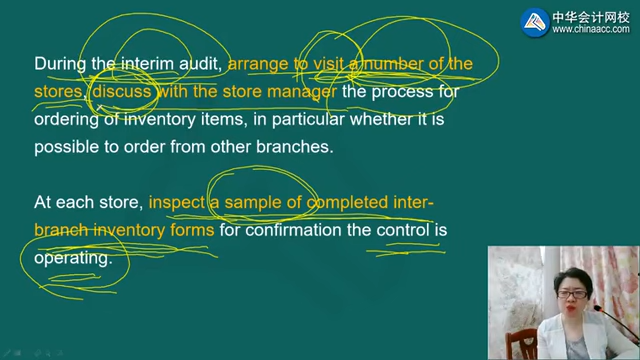 中华会计网校
www.chinaacc.com
During the interim audit, arrange to visit a number of the
stores, discuss with the store manager the process for
ordering of inventory items, in particular whether it is
possible to order from other branches.
At each store, inspect a sample of completed inter-
branch inventory forms for confirmation the control is
operating.